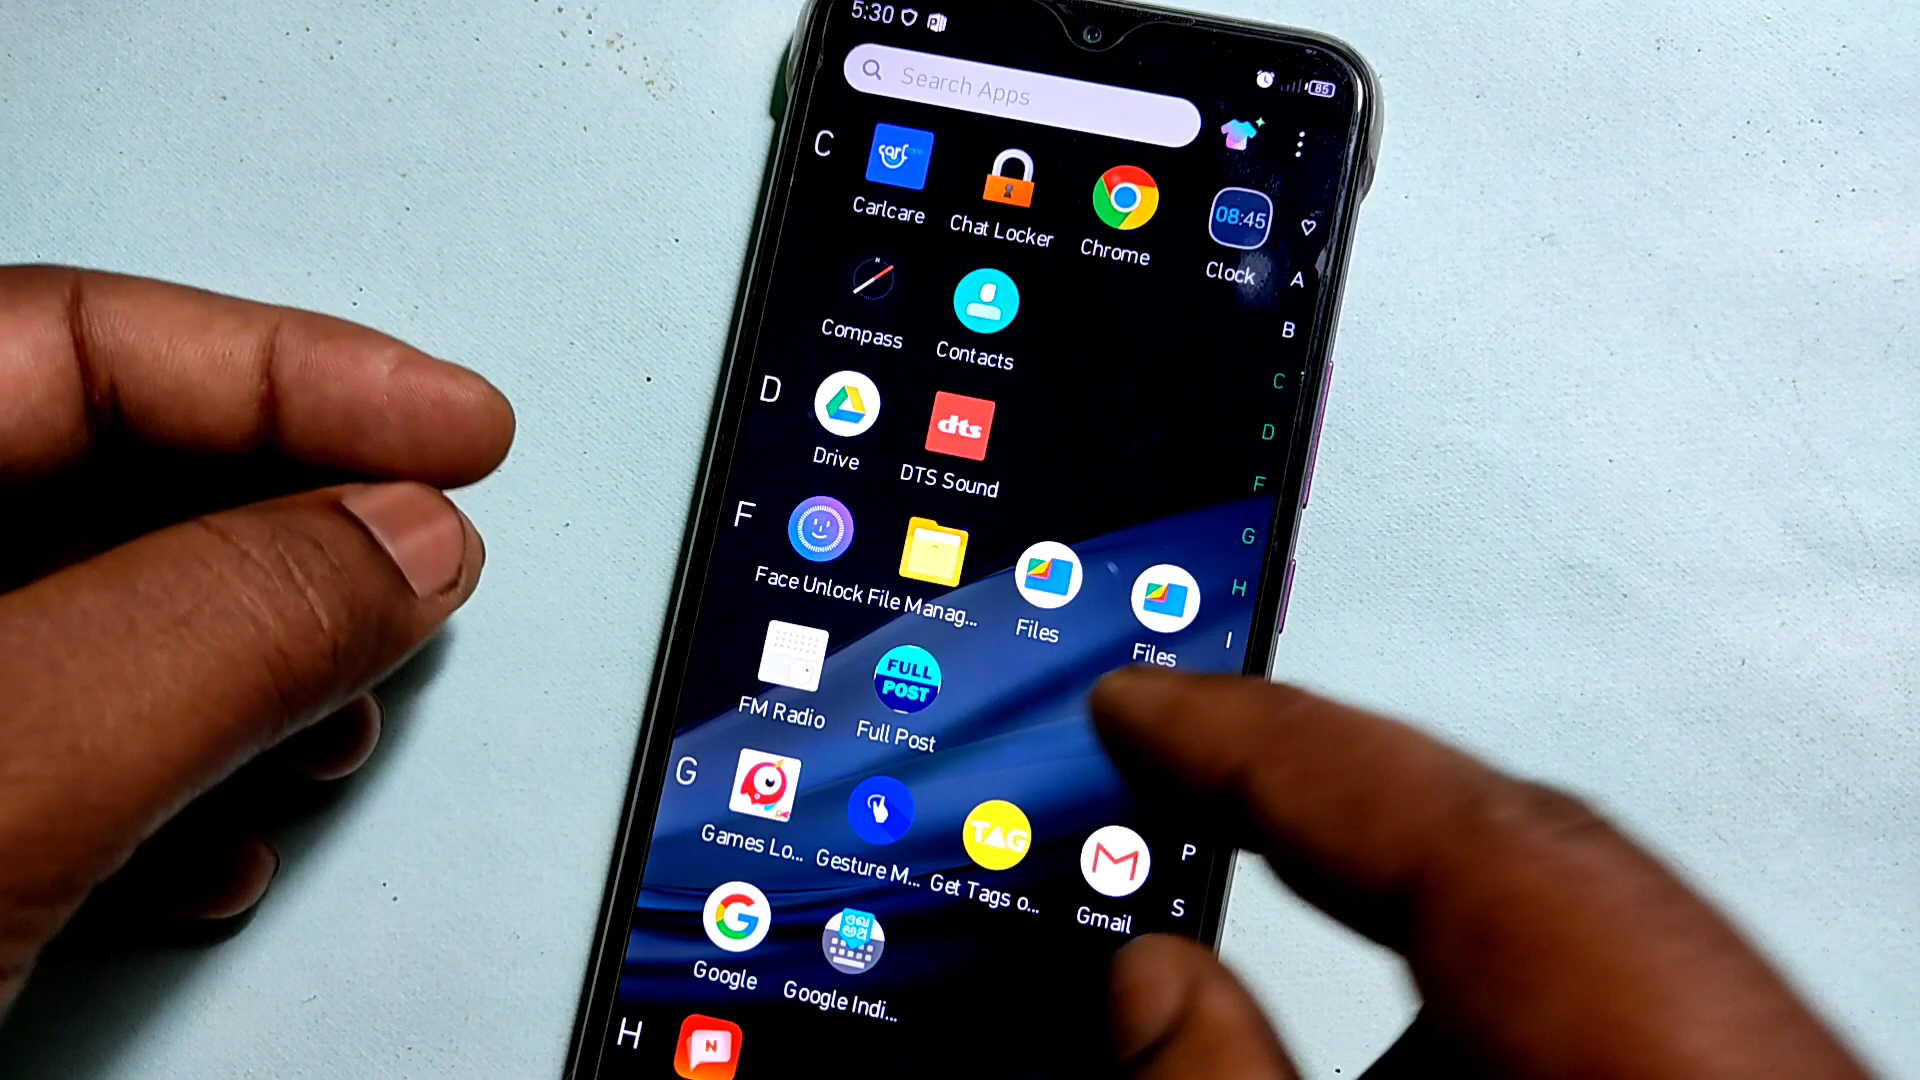 5:30
85
Search Apps
C
Carlcare
Chat Locker
Chrome
08:45
Clock
A
Compass
Contacts
B
C
D
Drive
dts
DTS Sound
D
F
F
Face Unlock
File Manag...
Files
Files
G
H
I
FM Radio
FULL
POST
Full Post
G
Games Lo...
Gesture M...
TAG
Get Tags o...
Gmail
P
S
G
Google
Google Indi...
H
N